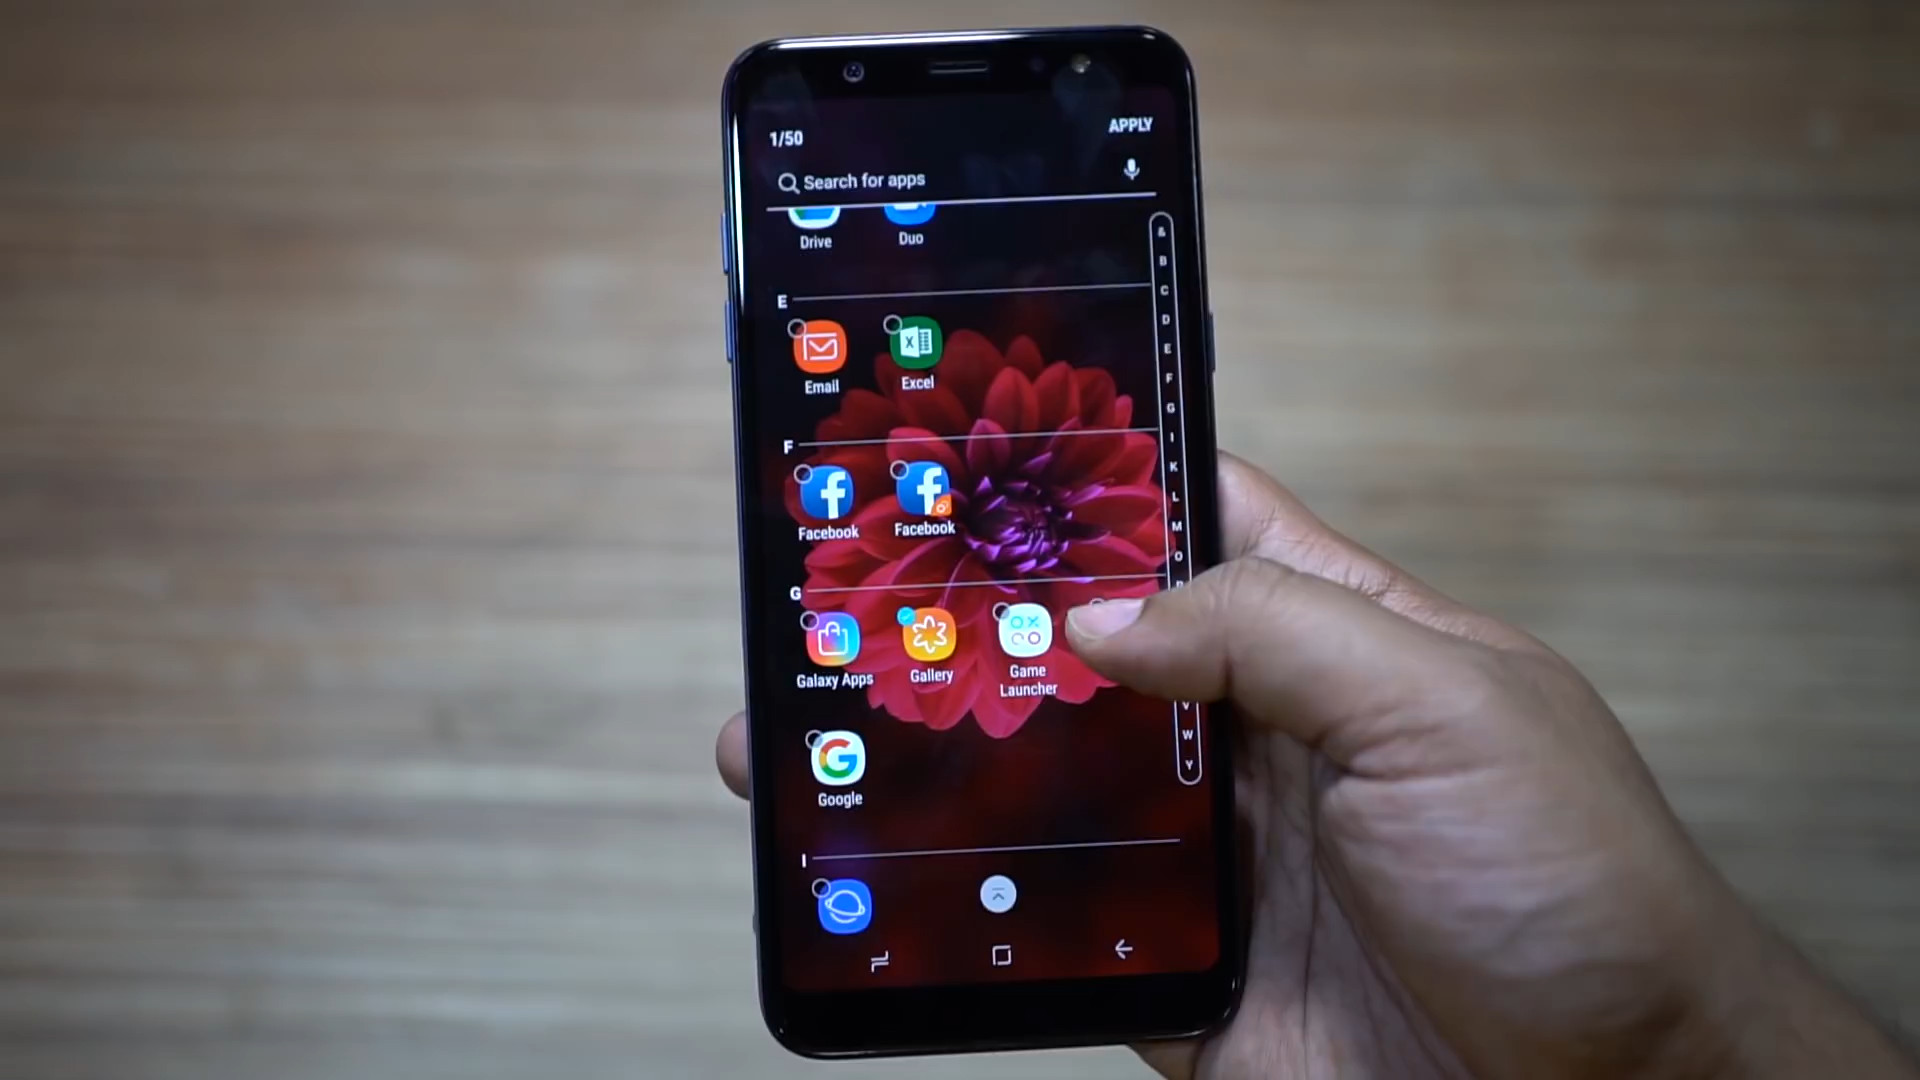 1/50
APPLY
Search for apps
Drive
Duo
E
Email
Excel
F
Facebook
Facebook
G
Galaxy Apps
Gallery
Game
Launcher
Google
I
&
B
C
D
E
F
G
I
K
L
M
O
V
W
Y